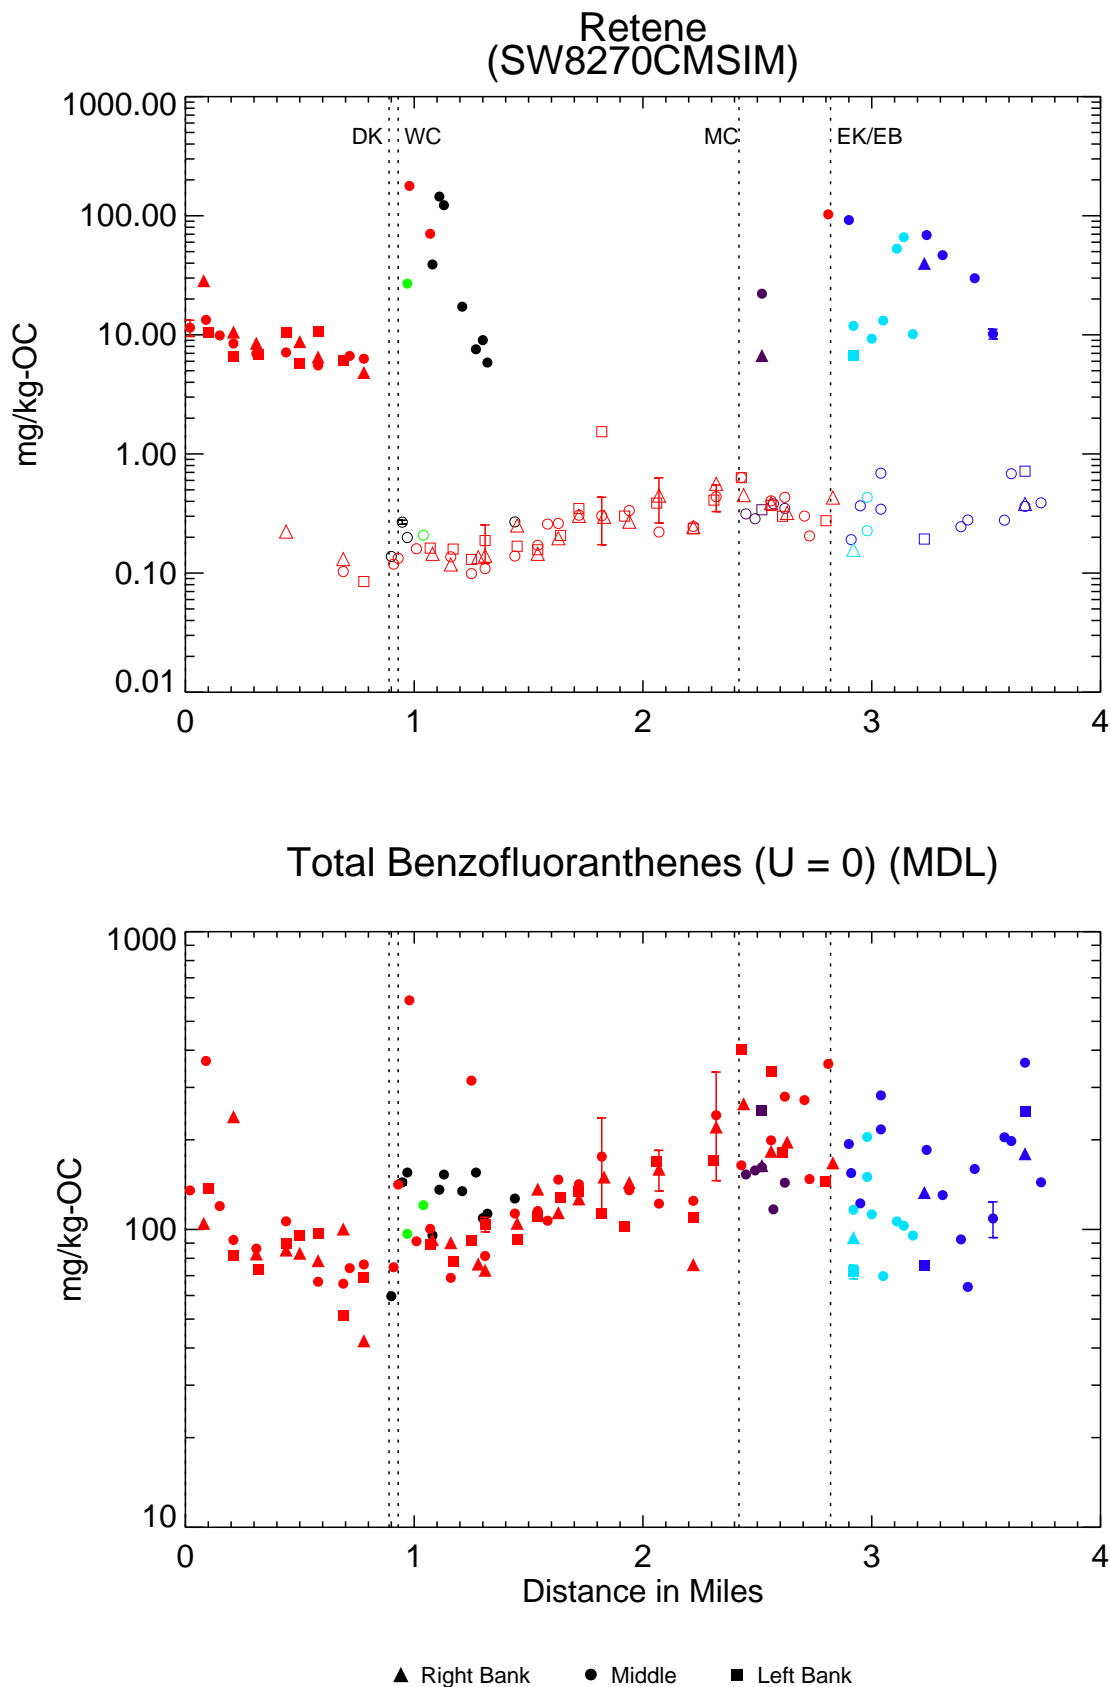 Retene
(SW8270CMSIM)
1000.00
DK WC MC EK/EB
100.00
10.00
mg/kg-OC
1.00
0.10
0.01
0 1 2 3 4
Total Benzofluoranthenes (U = 0) (MDL)
1000
100
mg/kg-OC
10
0 1 2 3 4
Distance in Miles
Right Bank Middle Left Bank